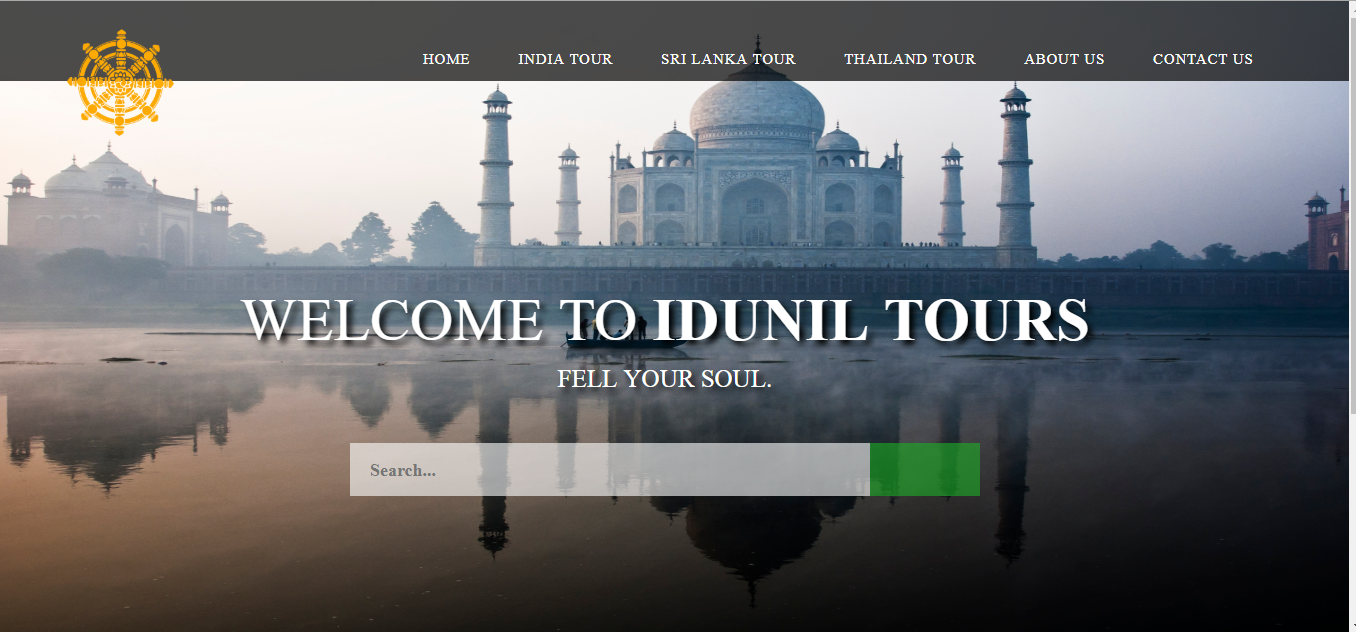 HOME INDIA TOUR SRI LANKA TOUR THAILAND TOUR ABOUT US CONTACT US
WELCOME TO IDUNIL TOURS
FELL YOUR SOUL.
Search...